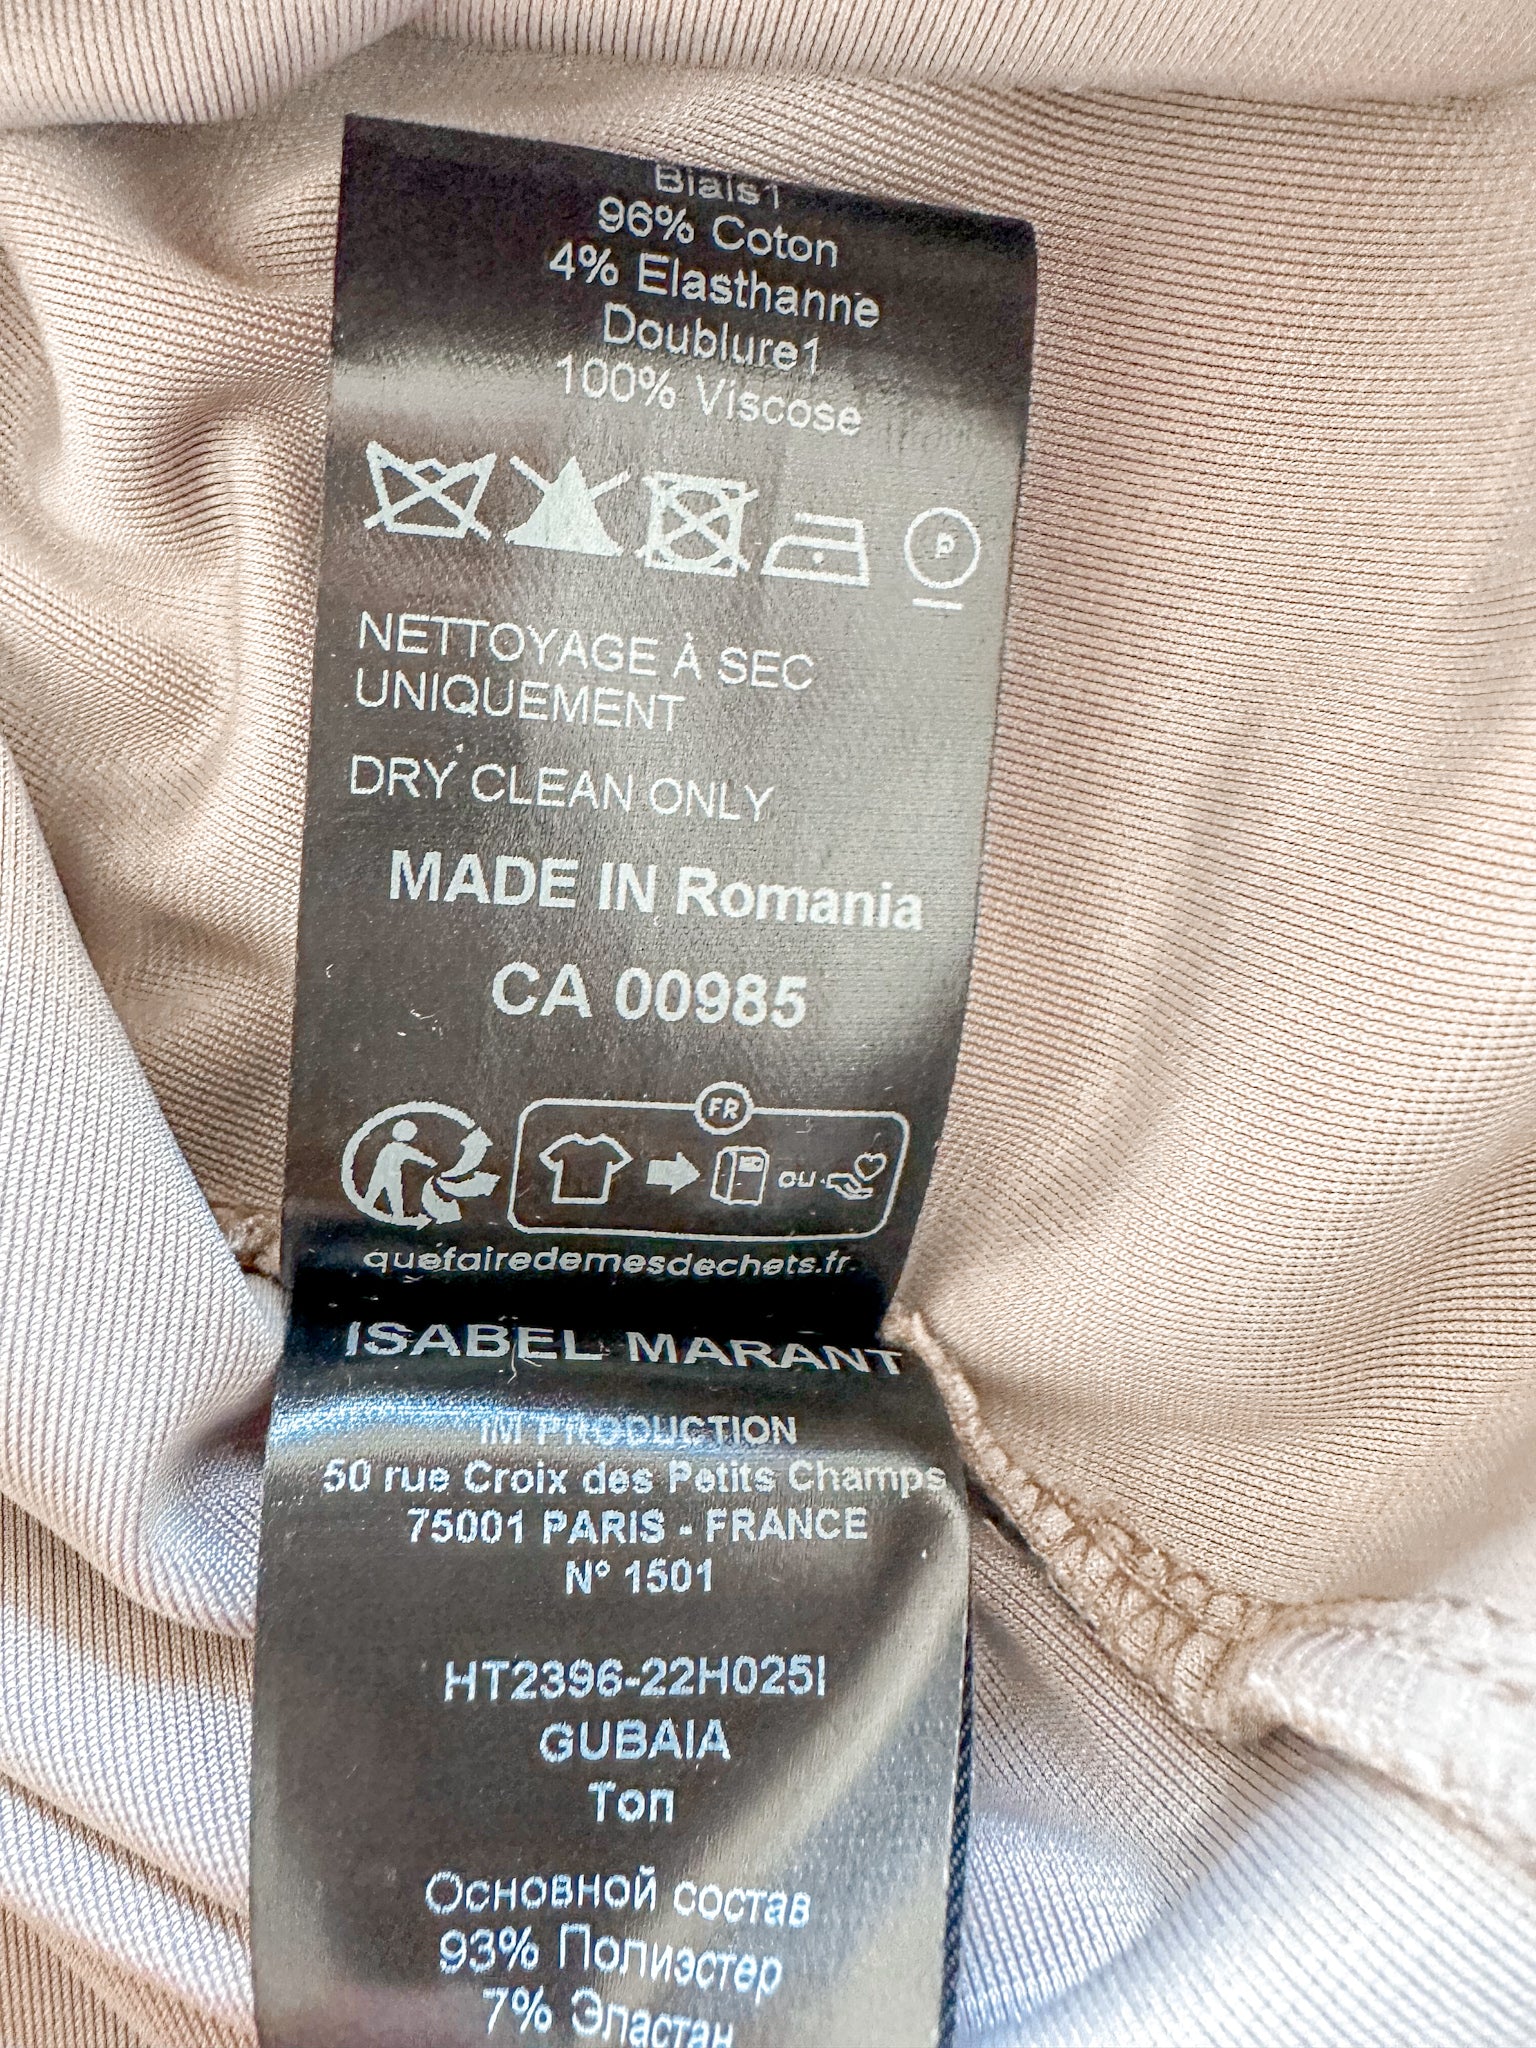 Biais1
96% Coton
4% Elasthanne
Doublure1
100% Viscose
P
NETTOYAGE À SEC
UNIQUEMENT
DRY CLEAN ONLY
MADE IN Romania
CA 00985
FR
ou
quefairedemesdechets.fr
ISABEL MARANT
IM PRODUCTION
50 rue Croix des Petits Champs
75001 PARIS - FRANCE
N° 1501
HT2396-22H025I
GUBAIA
Топ
Основной состав
93% Полиэстер
7% Эластан